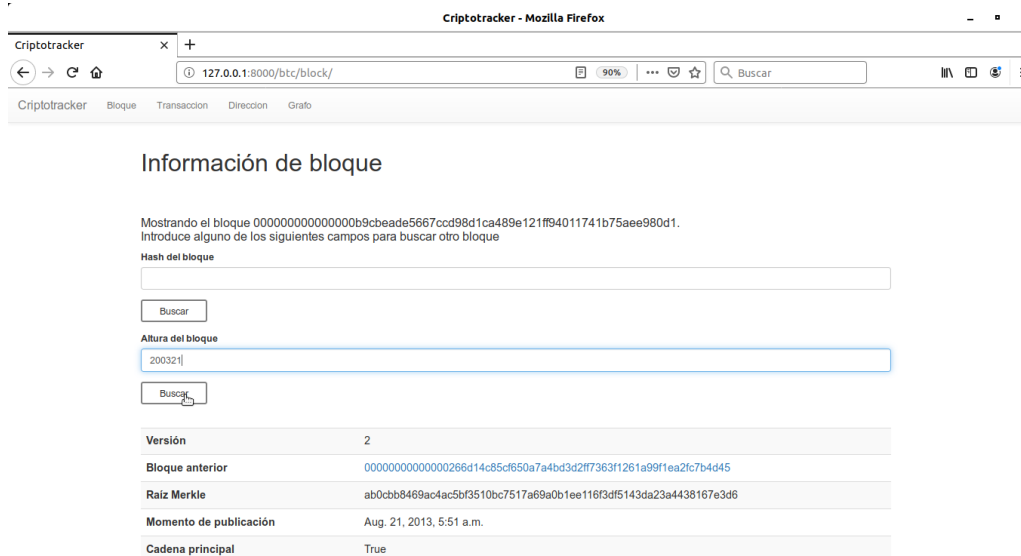 Criptotracker - Mozilla Firefox
Criptotracker
127.0.0.1:8000/btc/block/
90%
Buscar
Criptotracker Bloque Transaccion Direccion Grafo
Información de bloque
Mostrando el bloque 000000000000000b9cbeade5667ccd98d1ca489e121ff94011741b75aee980d1.
Introduce alguno de los siguientes campos para buscar otro bloque
Hash del bloque
Buscar
Altura del bloque
200321
Buscar
Versión 2
Bloque anterior 00000000000000266d14c85cf650a7a4bd3d2ff7363f1261a99f1ea2fc7b4d45
Raíz Merkle ab0cbb8469ac4ac5bf3510bc7517a69a0b1ee116f3df5143da23a4438167e3d6
Momento de publicación Aug. 21, 2013, 5:51 a.m.
Cadena principal True